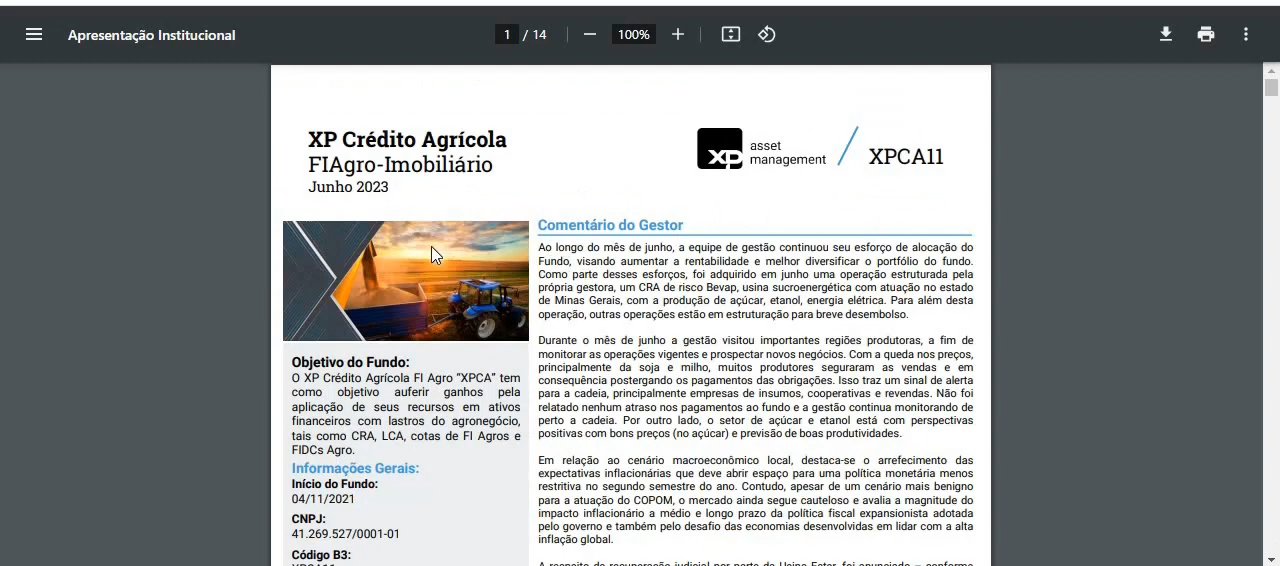 Apresentação Institucional
1 / 14
100%
XP Crédito Agrícola
FIAgro-Imobiliário
Junho 2023
xp asset management
XPCA11
Objetivo do Fundo:
O XP Crédito Agrícola FI Agro “XPCA” tem
como objetivo auferir ganhos pela
aplicação de seus recursos em ativos
financeiros com lastros do agronegócio,
tais como CRA, LCA, cotas de FI Agros e
FIDCs Agro.
Informações Gerais:
Início do Fundo:
04/11/2021
CNPJ:
41.269.527/0001-01
Código B3:
XPCA11
Comentário do Gestor
Ao longo do mês de junho, a equipe de gestão continuou seu esforço de alocação do
Fundo, visando aumentar a rentabilidade e melhor diversificar o portfólio do fundo.
Como parte desses esforços, foi adquirido em junho uma operação estruturada pela
própria gestora, um CRA de risco Bevap, usina sucroenergética com atuação no estado
de Minas Gerais, com a produção de açúcar, etanol, energia elétrica. Para além desta
operação, outras operações estão em estruturação para breve desembolso.
Durante o mês de junho a gestão visitou importantes regiões produtoras, a fim de
monitorar as operações vigentes e prospectar novos negócios. Com a queda nos preços,
principalmente da soja e milho, muitos produtores seguraram as vendas e em
consequência postergando os pagamentos das obrigações. Isso traz um sinal de alerta
para a cadeia, principalmente empresas de insumos, cooperativas e revendas. Não foi
relatado nenhum atraso nos pagamentos ao fundo e a gestão continua monitorando de
perto a cadeia. Por outro lado, o setor de açúcar e etanol está com perspectivas
positivas com bons preços (no açúcar) e previsão de boas produtividades.
Em relação ao cenário macroeconômico local, destaca-se o arrefecimento das
expectativas inflacionárias que deve abrir espaço para uma política monetária menos
restritiva no segundo semestre do ano. Contudo, apesar de um cenário mais benigno
para a atuação do COPOM, o mercado ainda segue cauteloso e avalia a magnitude do
impacto inflacionário a médio e longo prazo da política fiscal expansionista adotada
pelo governo e também pelo desafio das economias desenvolvidas em lidar com a alta
inflação global.